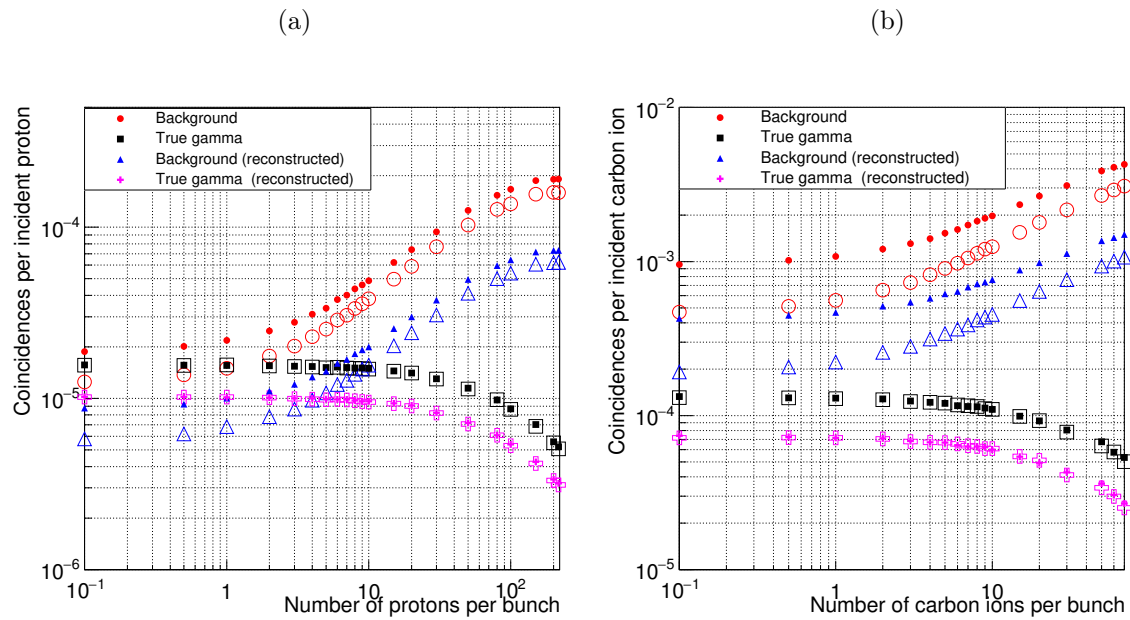 (a)
Coincidences per incident proton
Background
True gamma
Background (reconstructed)
True gamma (reconstructed)
10⁻⁴
10⁻⁵
10⁻⁶
10⁻¹
1
10
10²
Number of protons per bunch
(b)
Coincidences per incident carbon ion
Background
True gamma
Background (reconstructed)
True gamma (reconstructed)
10⁻²
10⁻³
10⁻⁴
10⁻⁵
10⁻¹
1
10
Number of carbon ions per bunch